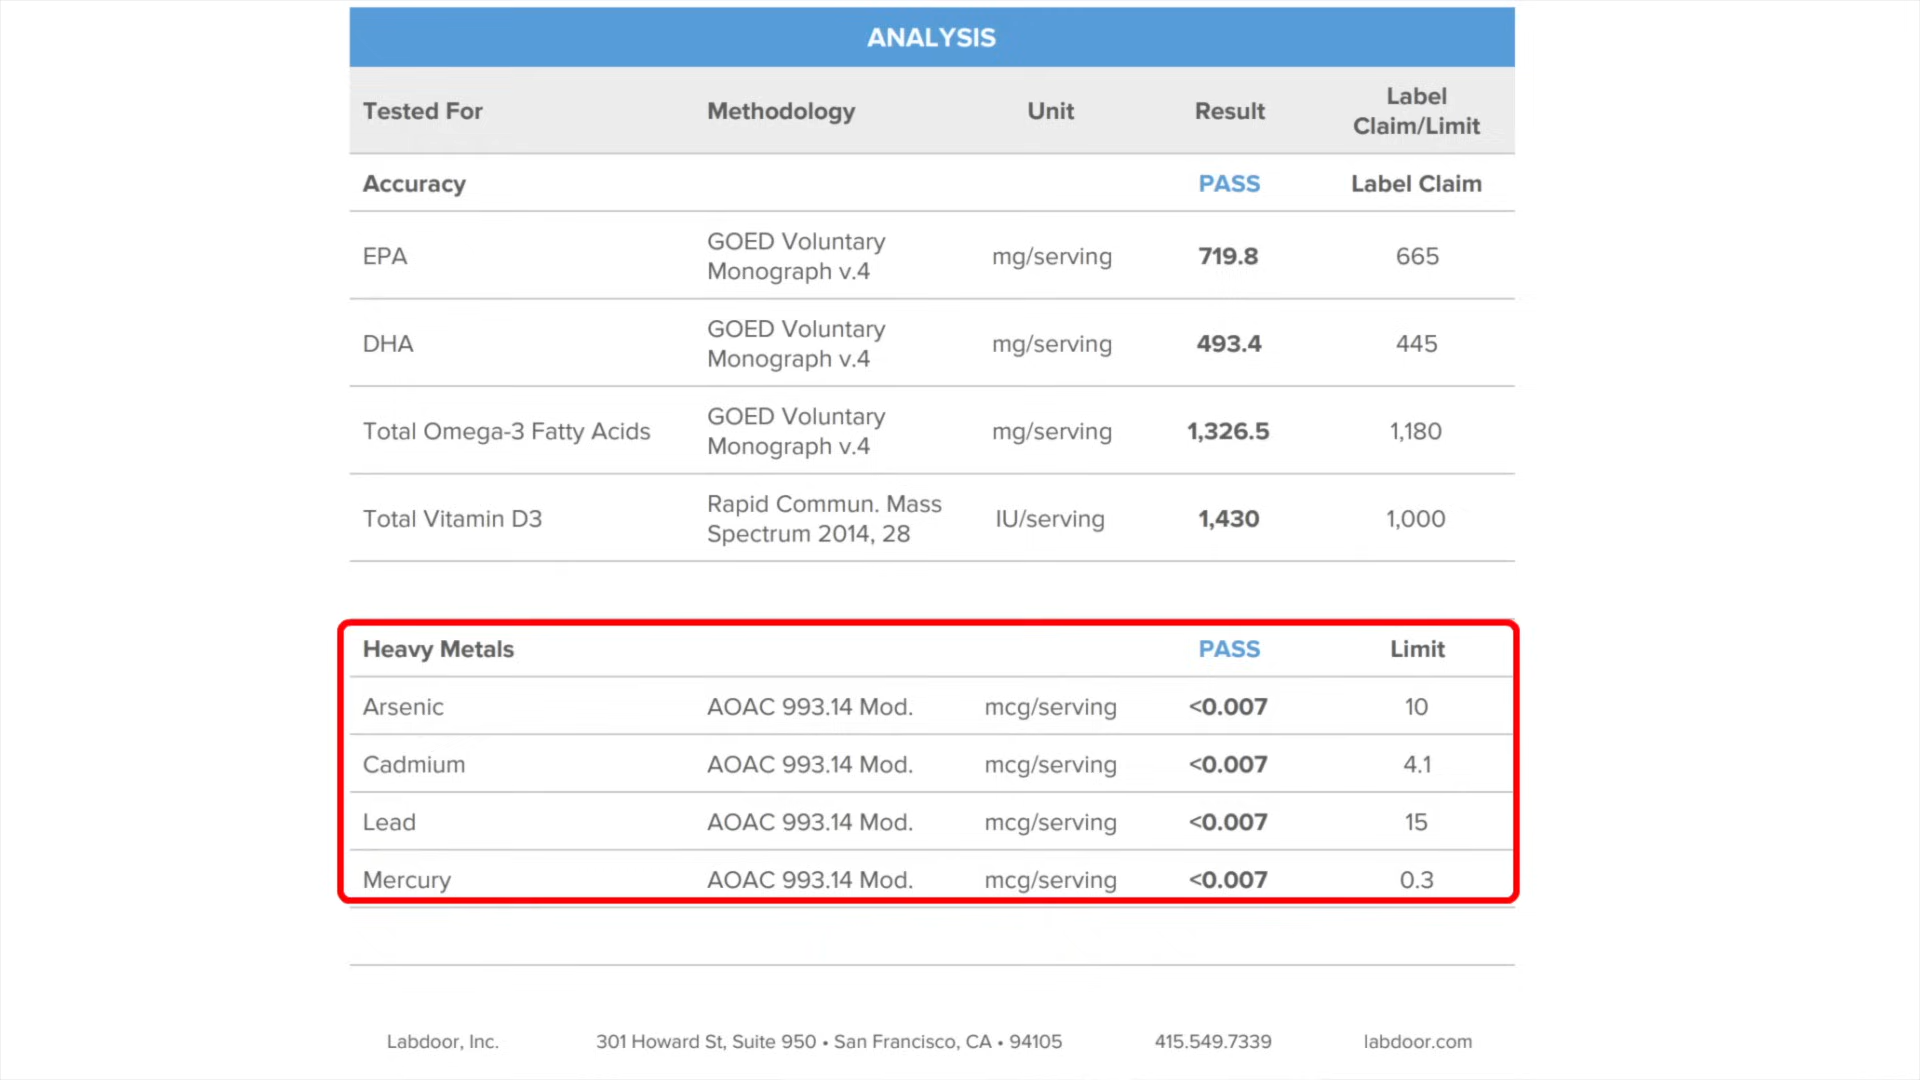 ANALYSIS
Tested For Methodology Unit Result Label Claim/Limit
Accuracy PASS Label Claim
EPA GOED Voluntary Monograph v.4 mg/serving 719.8 665
DHA GOED Voluntary Monograph v.4 mg/serving 493.4 445
Total Omega-3 Fatty Acids GOED Voluntary Monograph v.4 mg/serving 1,326.5 1,180
Total Vitamin D3 Rapid Commun. Mass Spectrum 2014, 28 IU/serving 1,430 1,000
Heavy Metals PASS Limit
Arsenic AOAC 993.14 Mod. mcg/serving <0.007 10
Cadmium AOAC 993.14 Mod. mcg/serving <0.007 4.1
Lead AOAC 993.14 Mod. mcg/serving <0.007 15
Mercury AOAC 993.14 Mod. mcg/serving <0.007 0.3
Labdoor, Inc. 301 Howard St, Suite 950 • San Francisco, CA • 94105 415.549.7339 labdoor.com